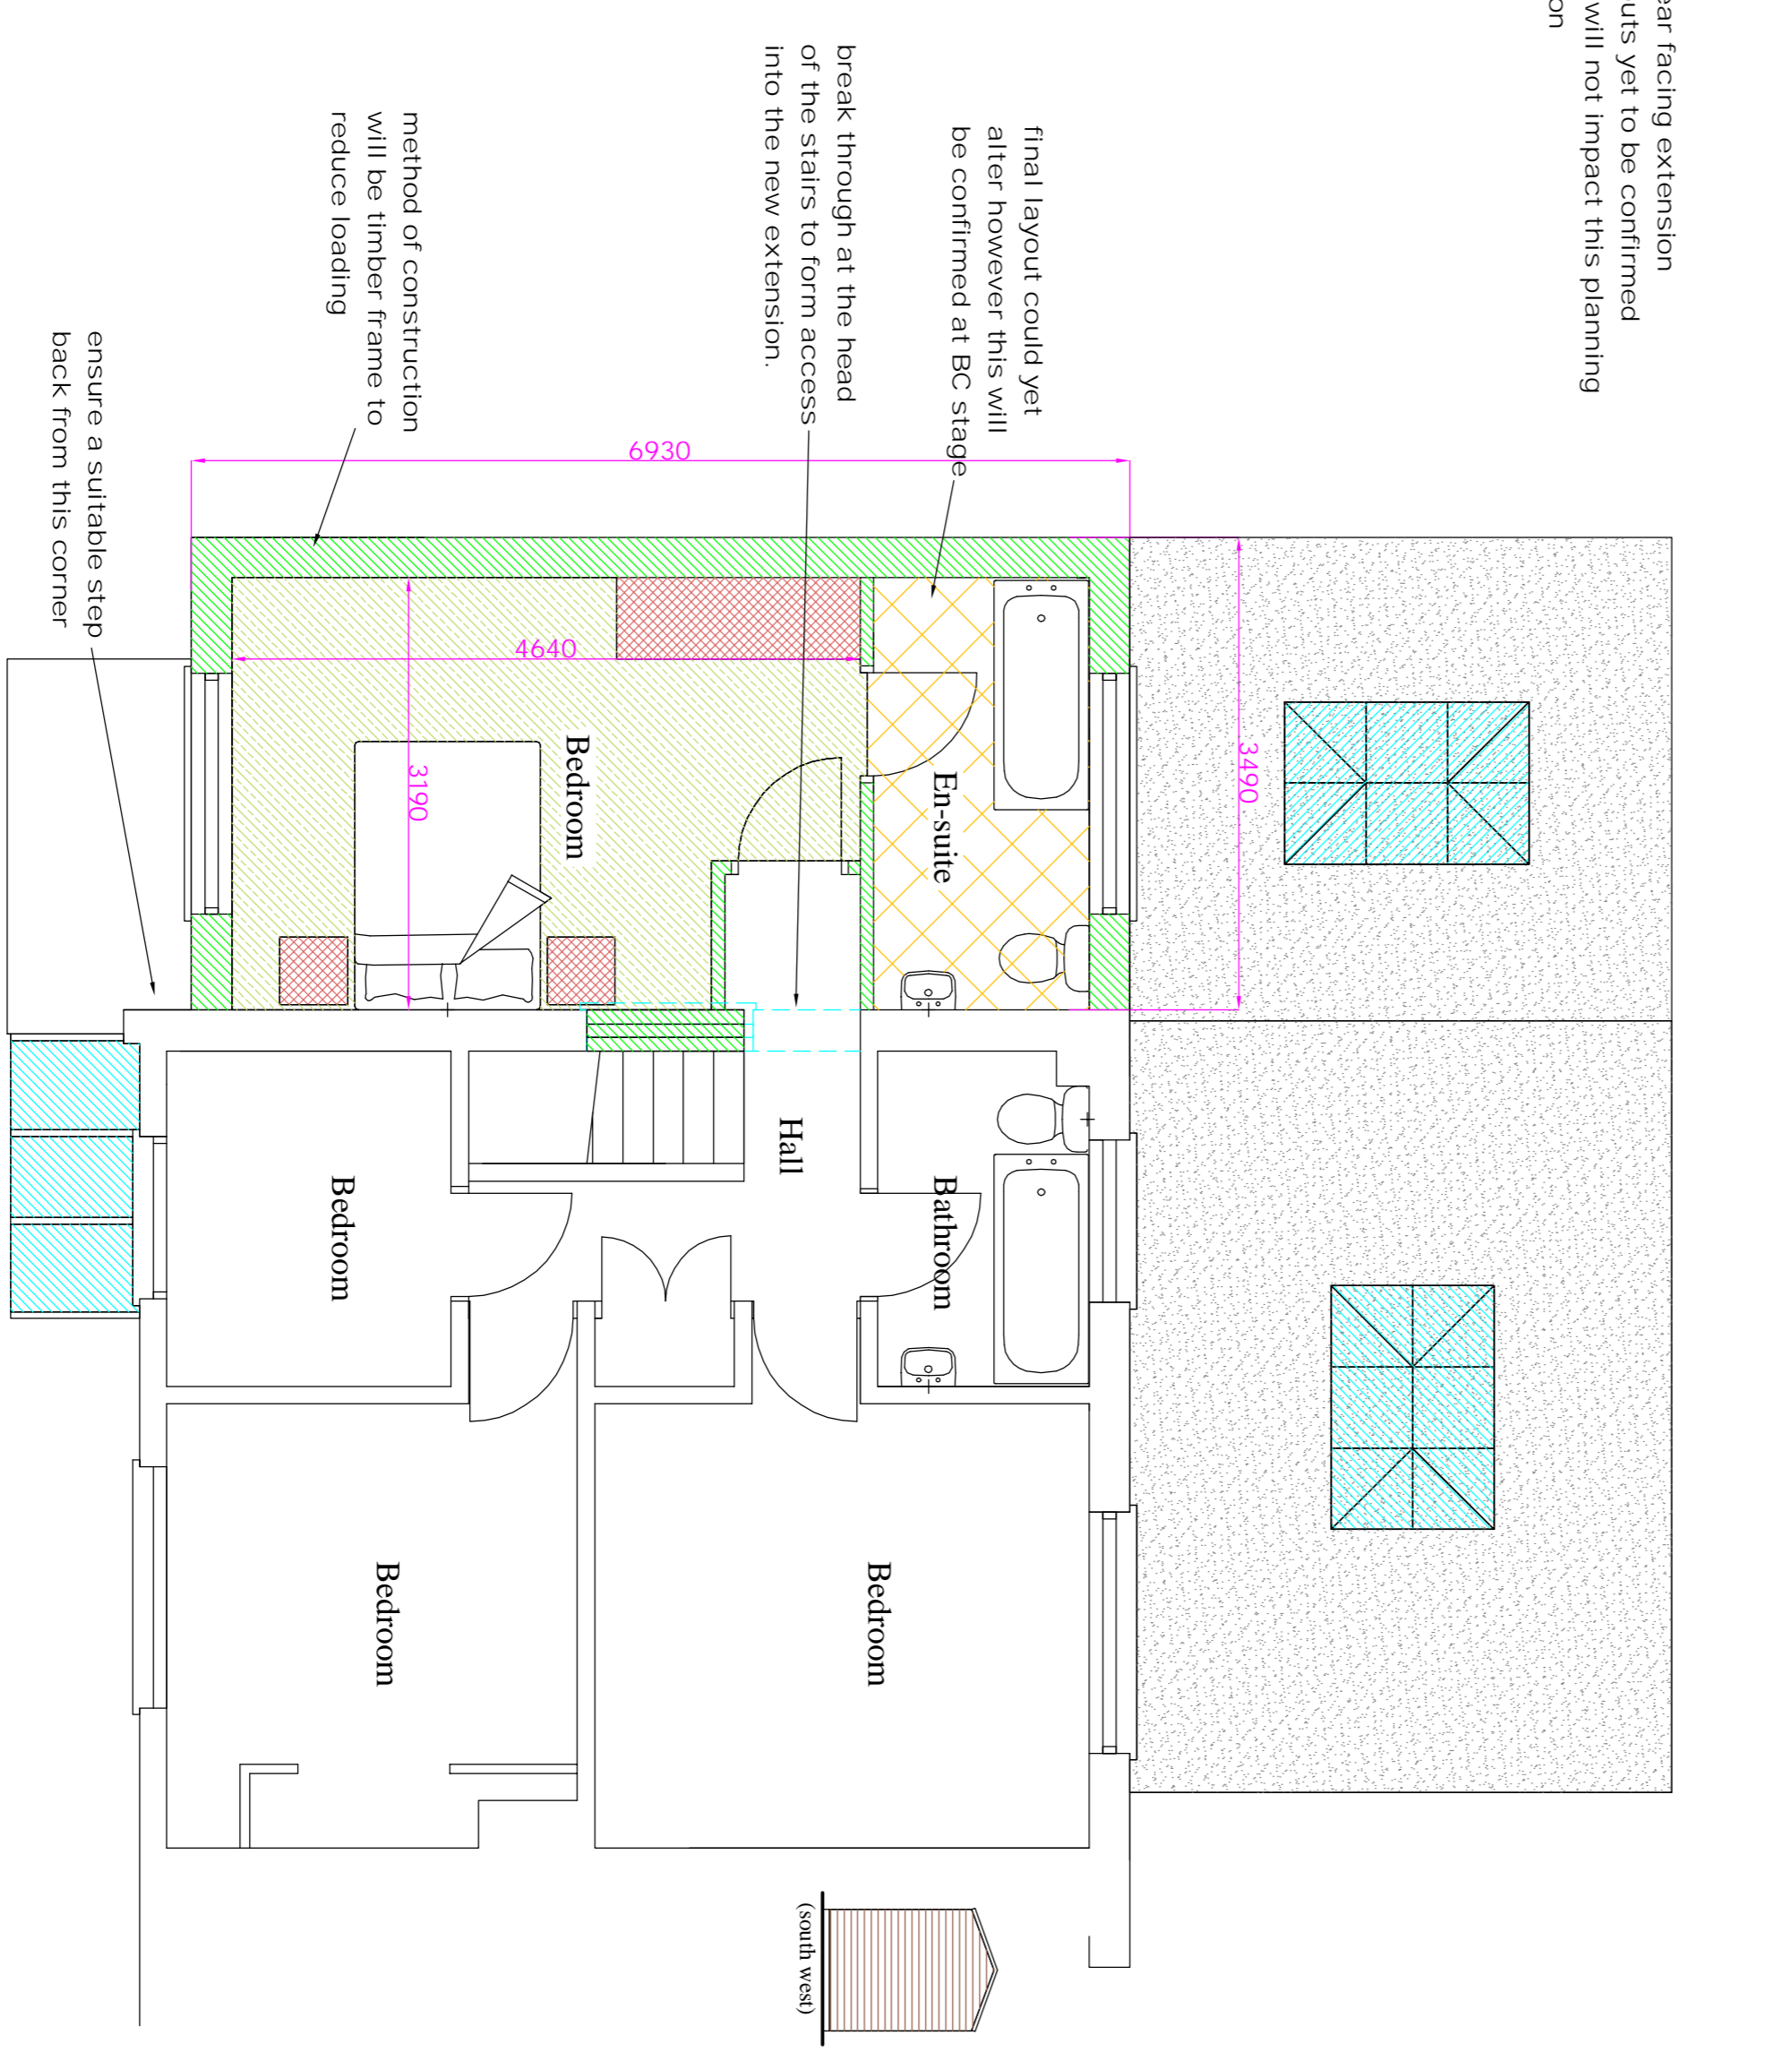 ear facing extension
uts yet to be confirmed
will not impact this planning
on
final layout could yet
alter however this will
be confirmed at BC stage
break through at the head
of the stairs to form access
into the new extension.
method of construction
will be timber frame to
reduce loading
ensure a suitable step
back from this corner
6930
3490
4640
3190
En-suite
Bedroom
Hall
Bathroom
Bedroom
Bedroom
Bedroom
(south west)